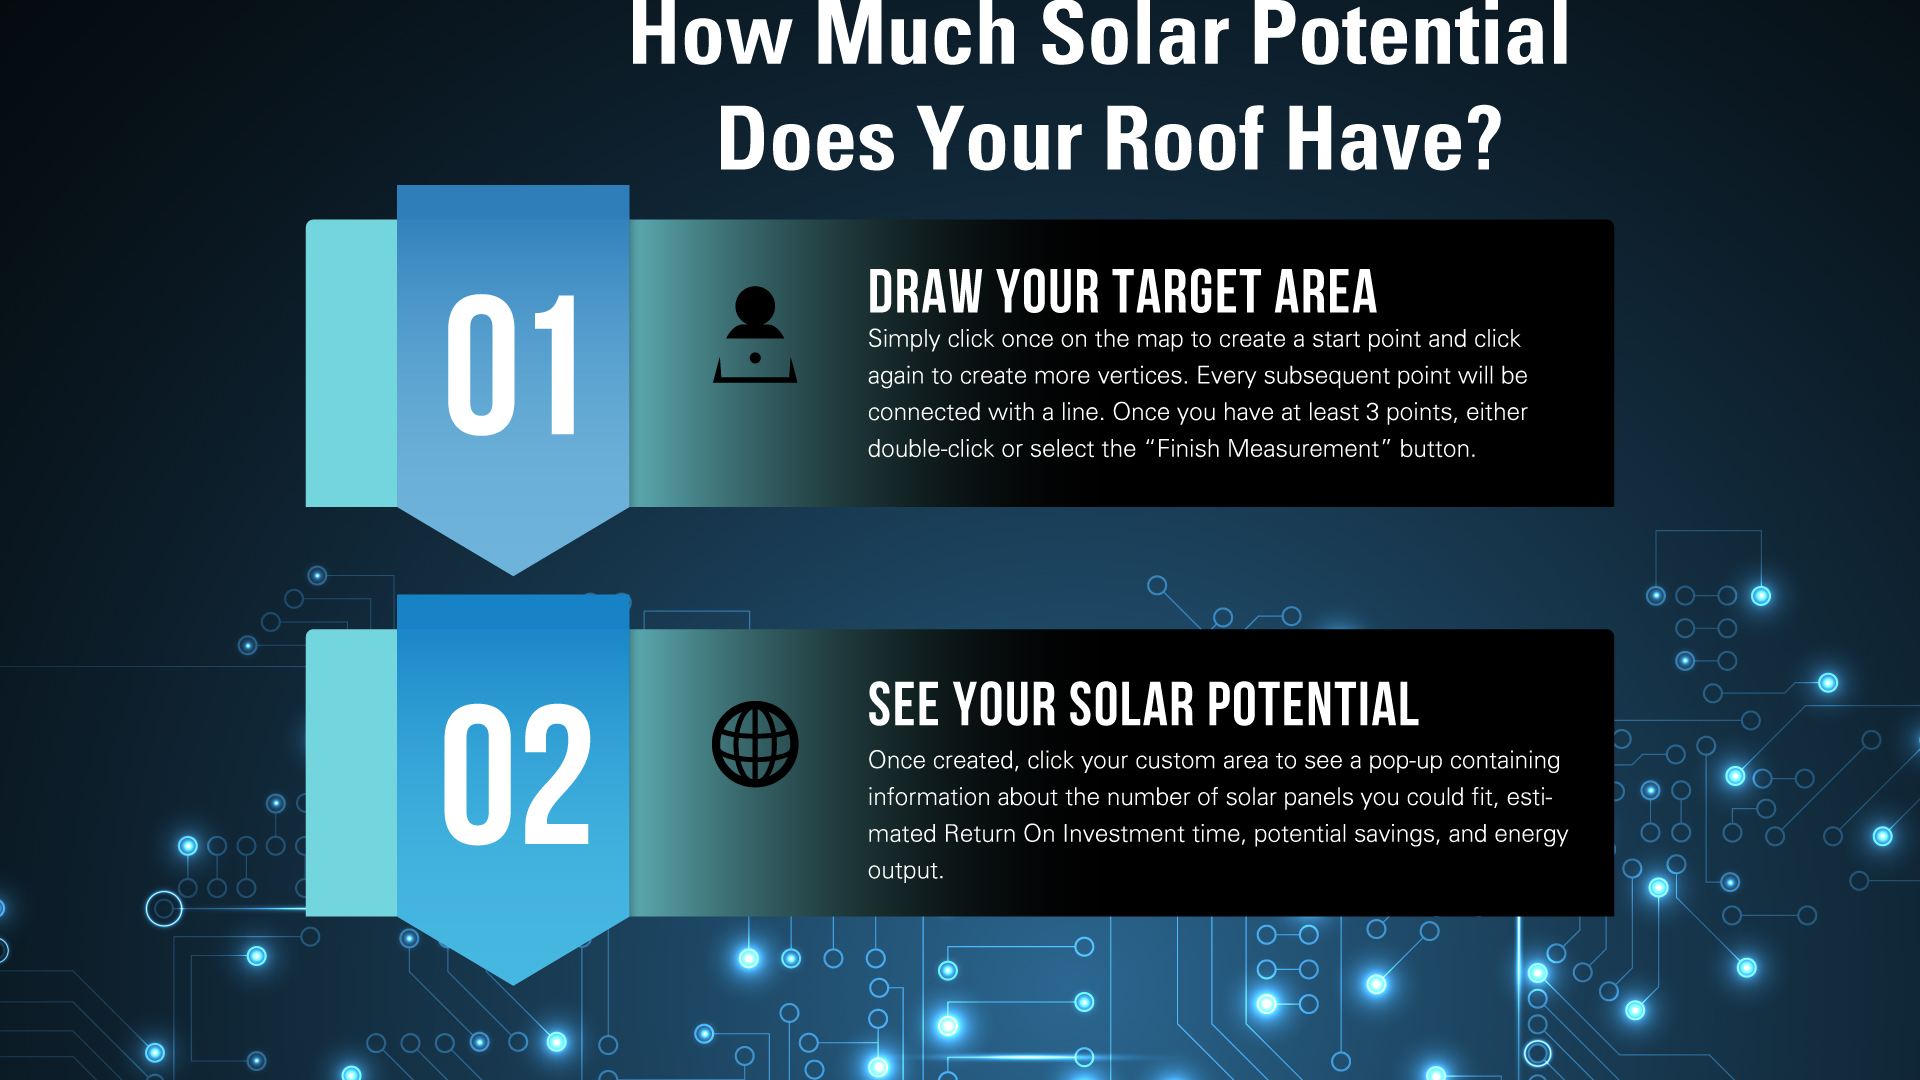 How Much Solar Potential
Does Your Roof Have?
01
DRAW YOUR TARGET AREA
Simply click once on the map to create a start point and click
again to create more vertices. Every subsequent point will be
connected with a line. Once you have at least 3 points, either
double-click or select the “Finish Measurement” button.
02
SEE YOUR SOLAR POTENTIAL
Once created, click your custom area to see a pop-up containing
information about the number of solar panels you could fit, esti-
mated Return On Investment time, potential savings, and energy
output.